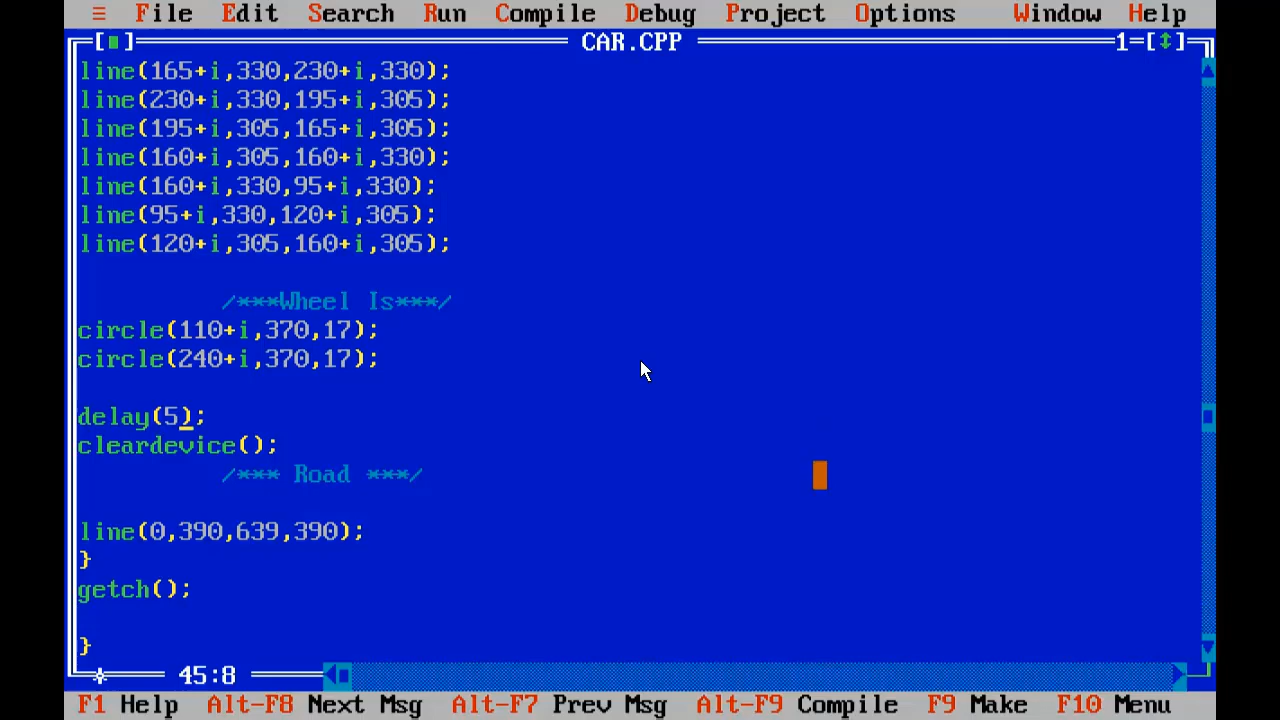 ≡ File Edit Search Run Compile Debug Project Options Window Help
[■] CAR.CPP 1=[↕]
line(165+i,330,230+i,330);
line(230+i,330,195+i,305);
line(195+i,305,165+i,305);
line(160+i,305,160+i,330);
line(160+i,330,95+i,330);
line(95+i,330,120+i,305);
line(120+i,305,160+i,305);
/***Wheel Is***/
circle(110+i,370,17);
circle(240+i,370,17);
delay(5);
cleardevice();
/*** Road ***/
line(0,390,639,390);
}
getch();
}
45:8
F1 Help Alt-F8 Next Msg Alt-F7 Prev Msg Alt-F9 Compile F9 Make F10 Menu